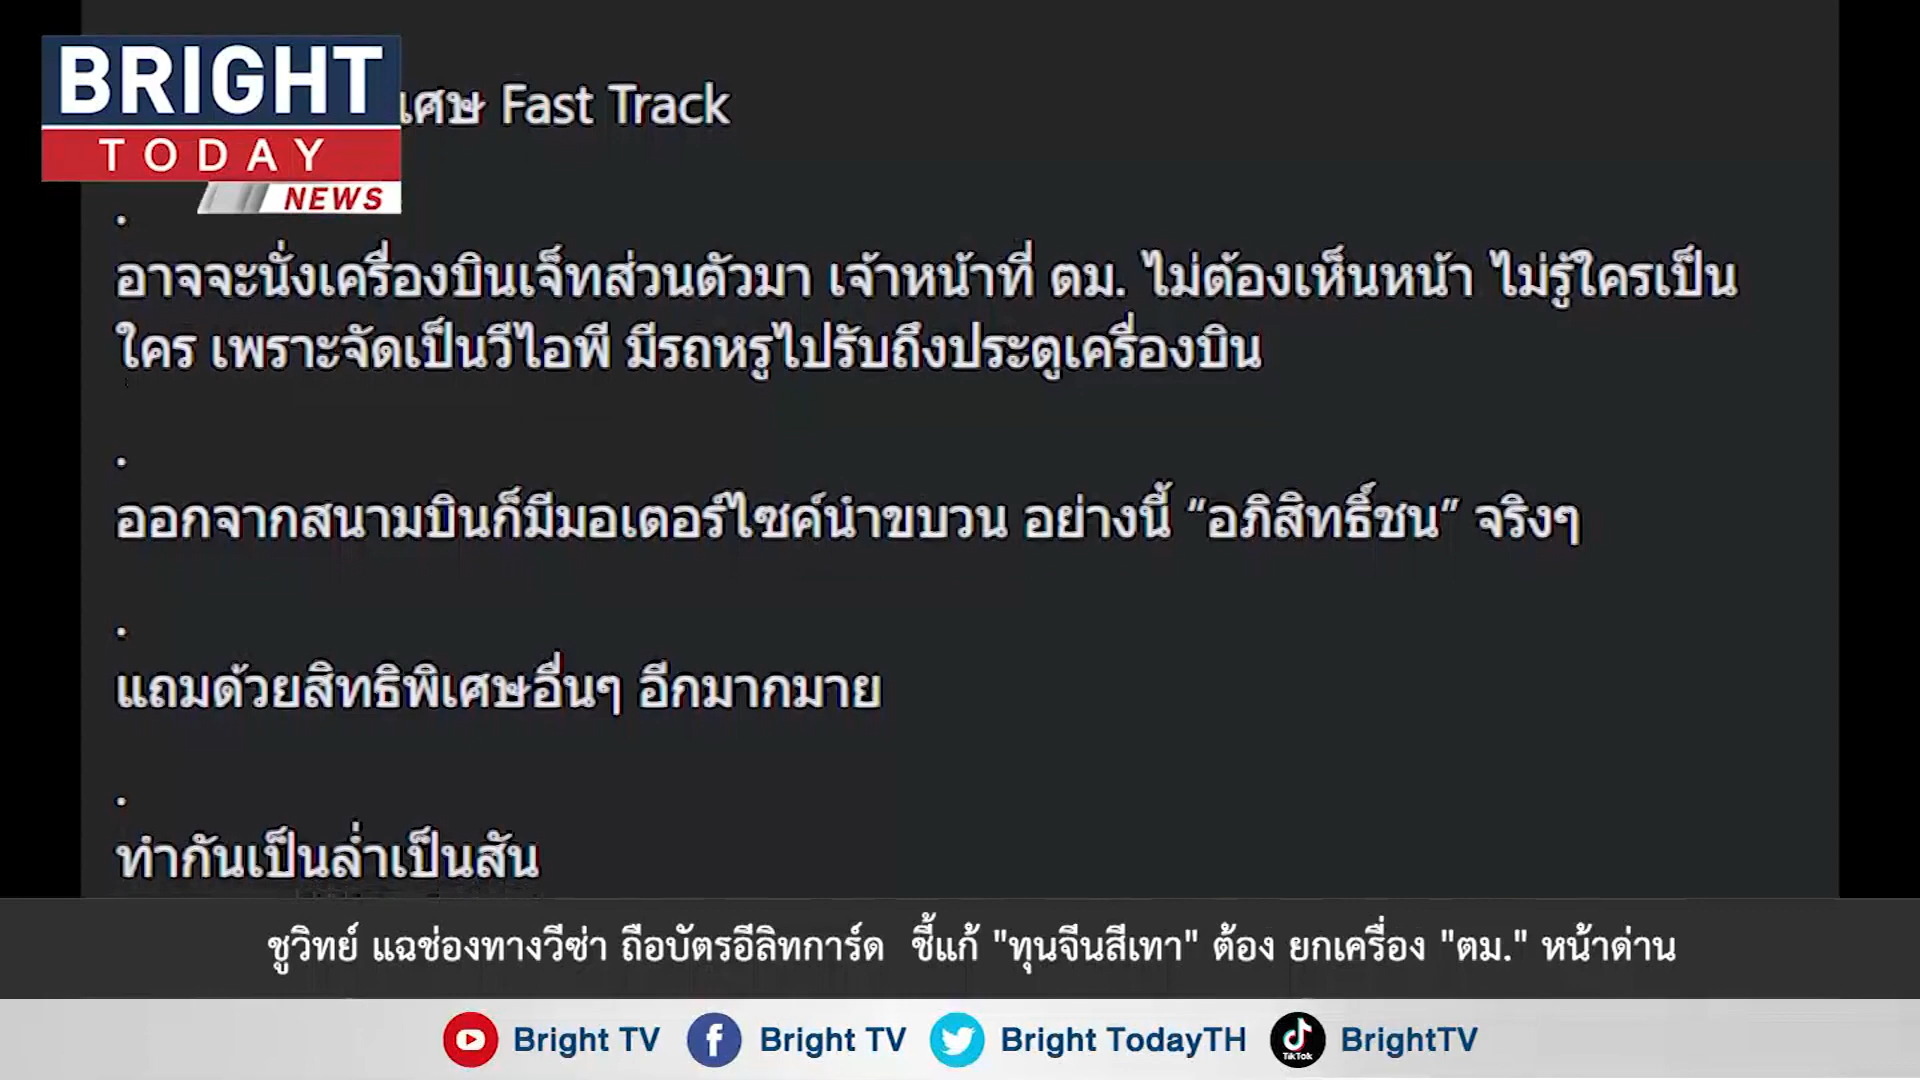 BRIGHT
TODAY
NEWS
เศษ Fast Track
.
อาจจะนั่งเครื่องบินเจ็ทส่วนตัวมา เจ้าหน้าที่ ตม. ไม่ต้องเห็นหน้า ไม่รู้ใครเป็น
ใคร เพราะจัดเป็นวีไอพี มีรถหรูไปรับถึงประตูเครื่องบิน
.
ออกจากสนามบินก็มีมอเตอร์ไซค์นำขบวน อย่างนี้ “อภิสิทธิ์ชน” จริงๆ
.
แถมด้วยสิทธิพิเศษอื่นๆ อีกมากมาย
.
ทำกันเป็นล่ำเป็นสัน
ชูวิทย์ แฉช่องทางวีซ่า ถือบัตรอีลิทการ์ด ชี้แก้ "ทุนจีนสีเทา" ต้อง ยกเครื่อง "ตม." หน้าด่าน
Bright TV Bright TV Bright TodayTH TikTok BrightTV